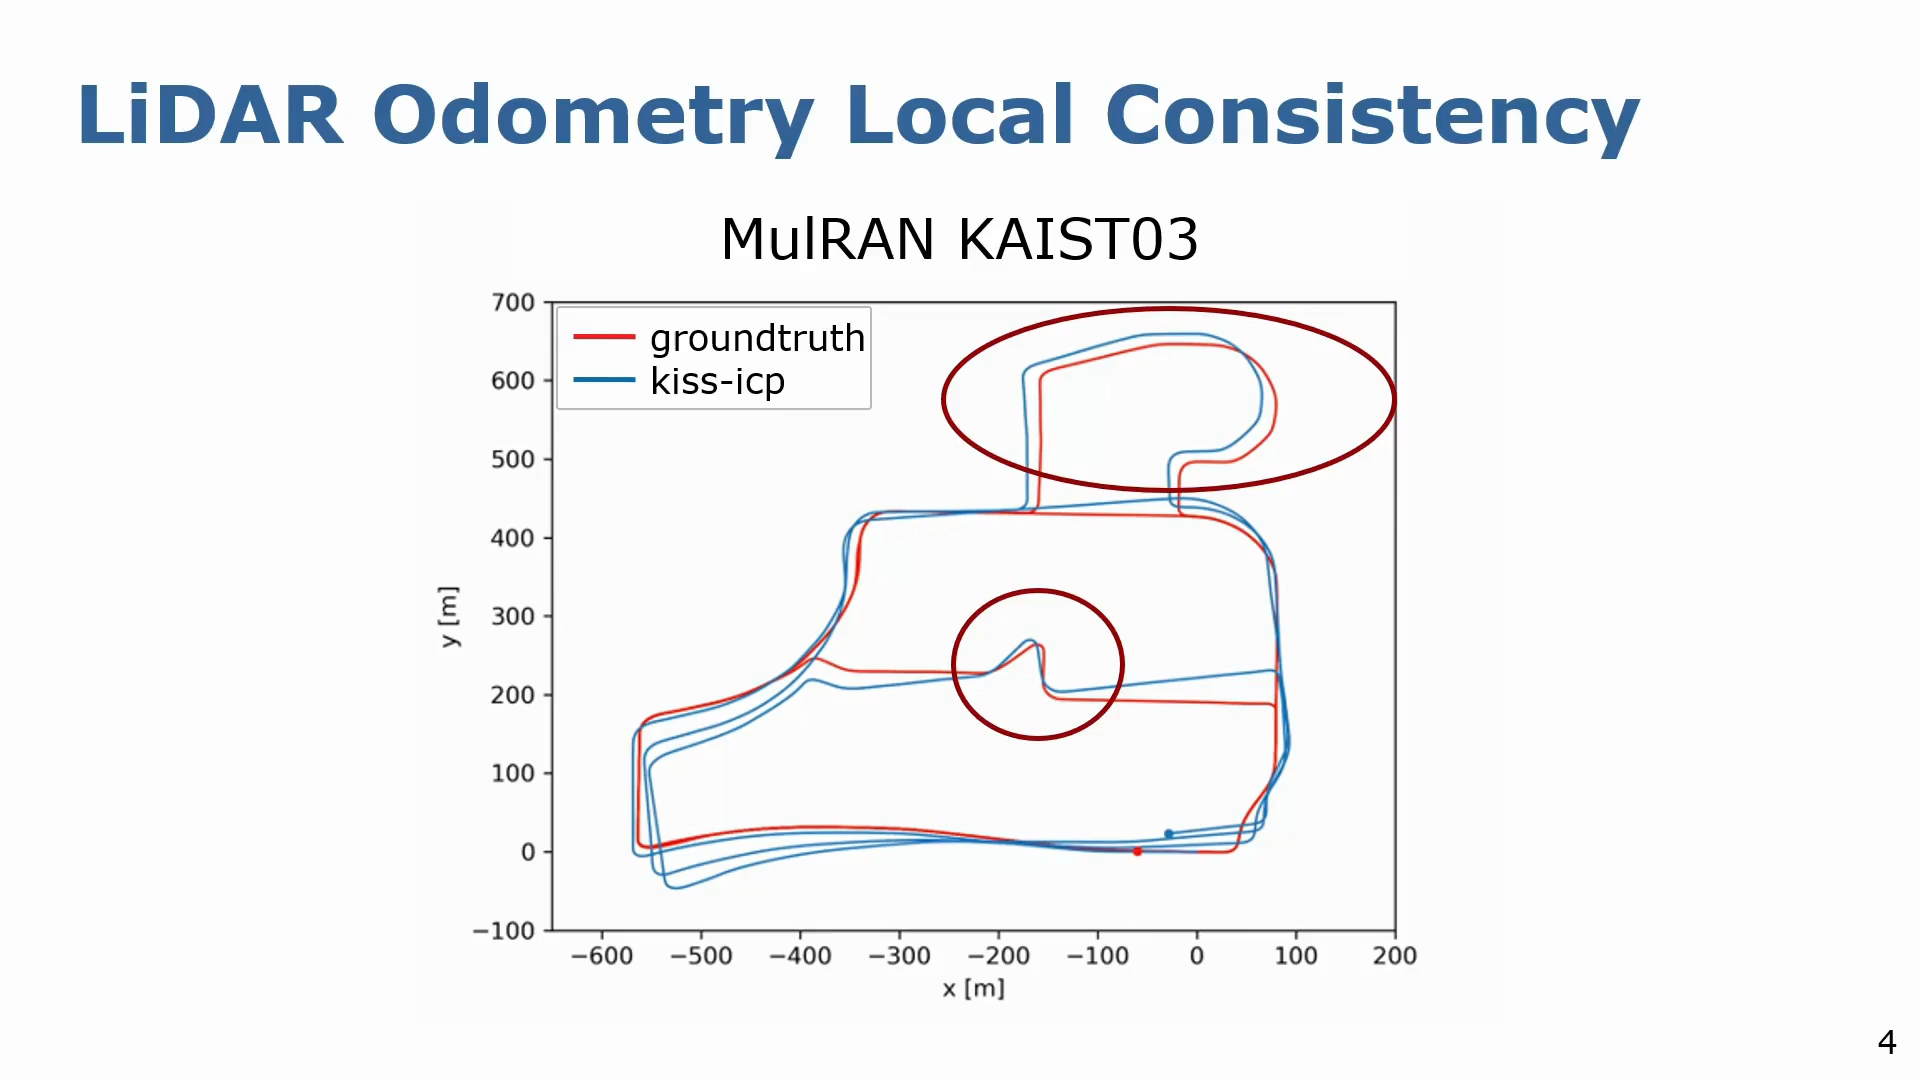 LiDAR Odometry Local Consistency
MulRAN KAIST03
groundtruth
kiss-icp
700
600
500
400
300
200
100
0
−100
y [m]
−600 −500 −400 −300 −200 −100 0 100 200
x [m]
4